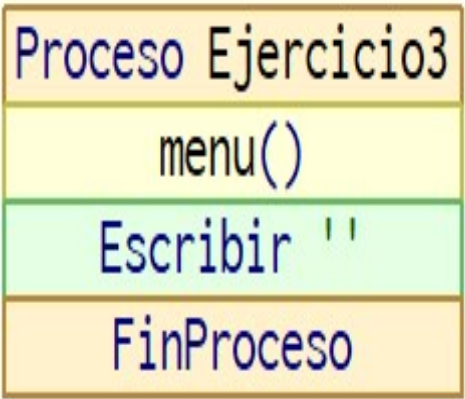 Proceso Ejercicio3
menu()
Escribir ''
FinProceso